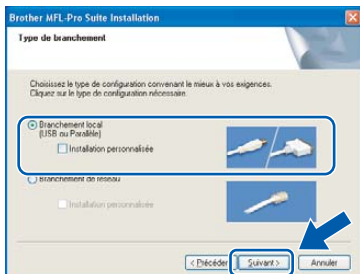 Brother MFL-Pro Suite Installation
Type de branchement
Choisissez le type de configuration convenant le mieux à vos exigences.
Cliquez sur le type de configuration nécessaire.
Branchement local
(USB ou Parallèle)
Installation personnalisée
Branchement de réseau
Installation personnalisée
< Précéder
Suivant >
Annuler